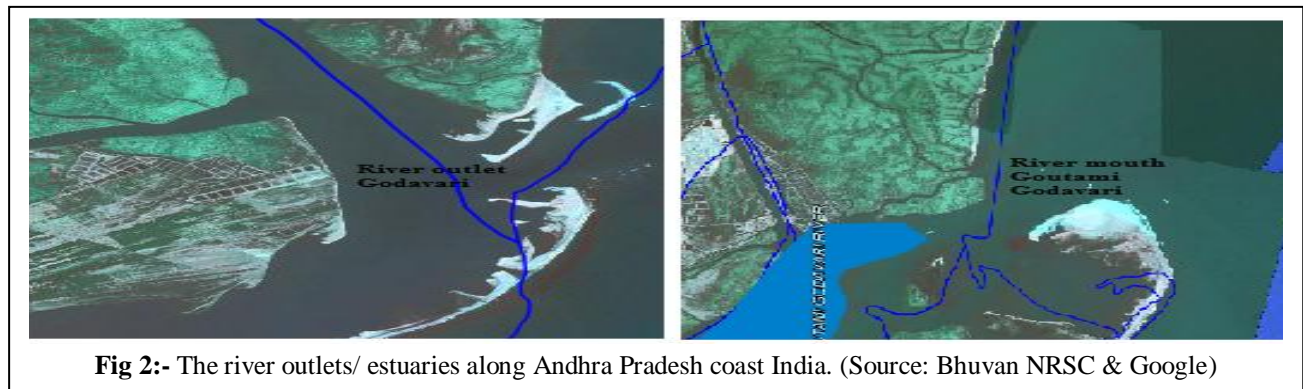 River outlet
Godavari
River mouth
Goutami
Godavari
Fig 2:- The river outlets/ estuaries along Andhra Pradesh coast India. (Source: Bhuvan NRSC & Google)